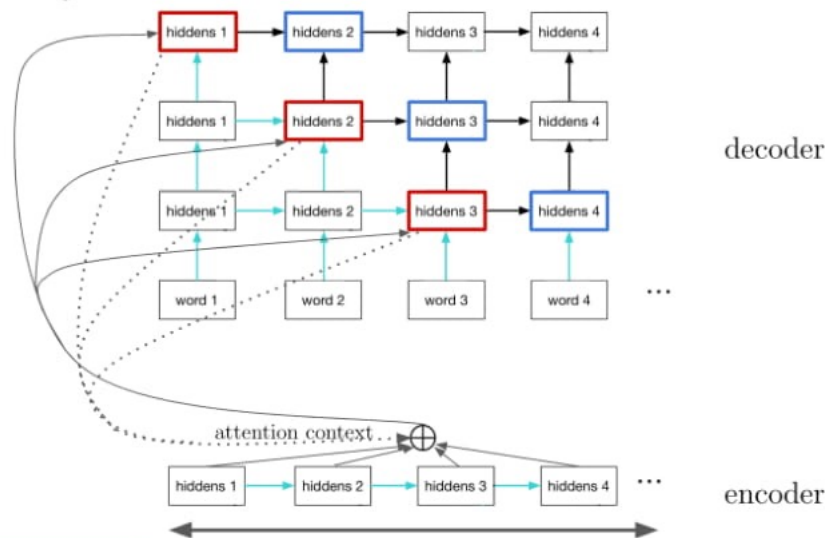 hiddens 1 hiddens 2 hiddens 3 hiddens 4
hiddens 1 hiddens 2 hiddens 3 hiddens 4
decoder
hiddens 1 hiddens 2 hiddens 3 hiddens 4
word 1 word 2 word 3 word 4 ...
attention context
hiddens 1 hiddens 2 hiddens 3 hiddens 4 ...
encoder